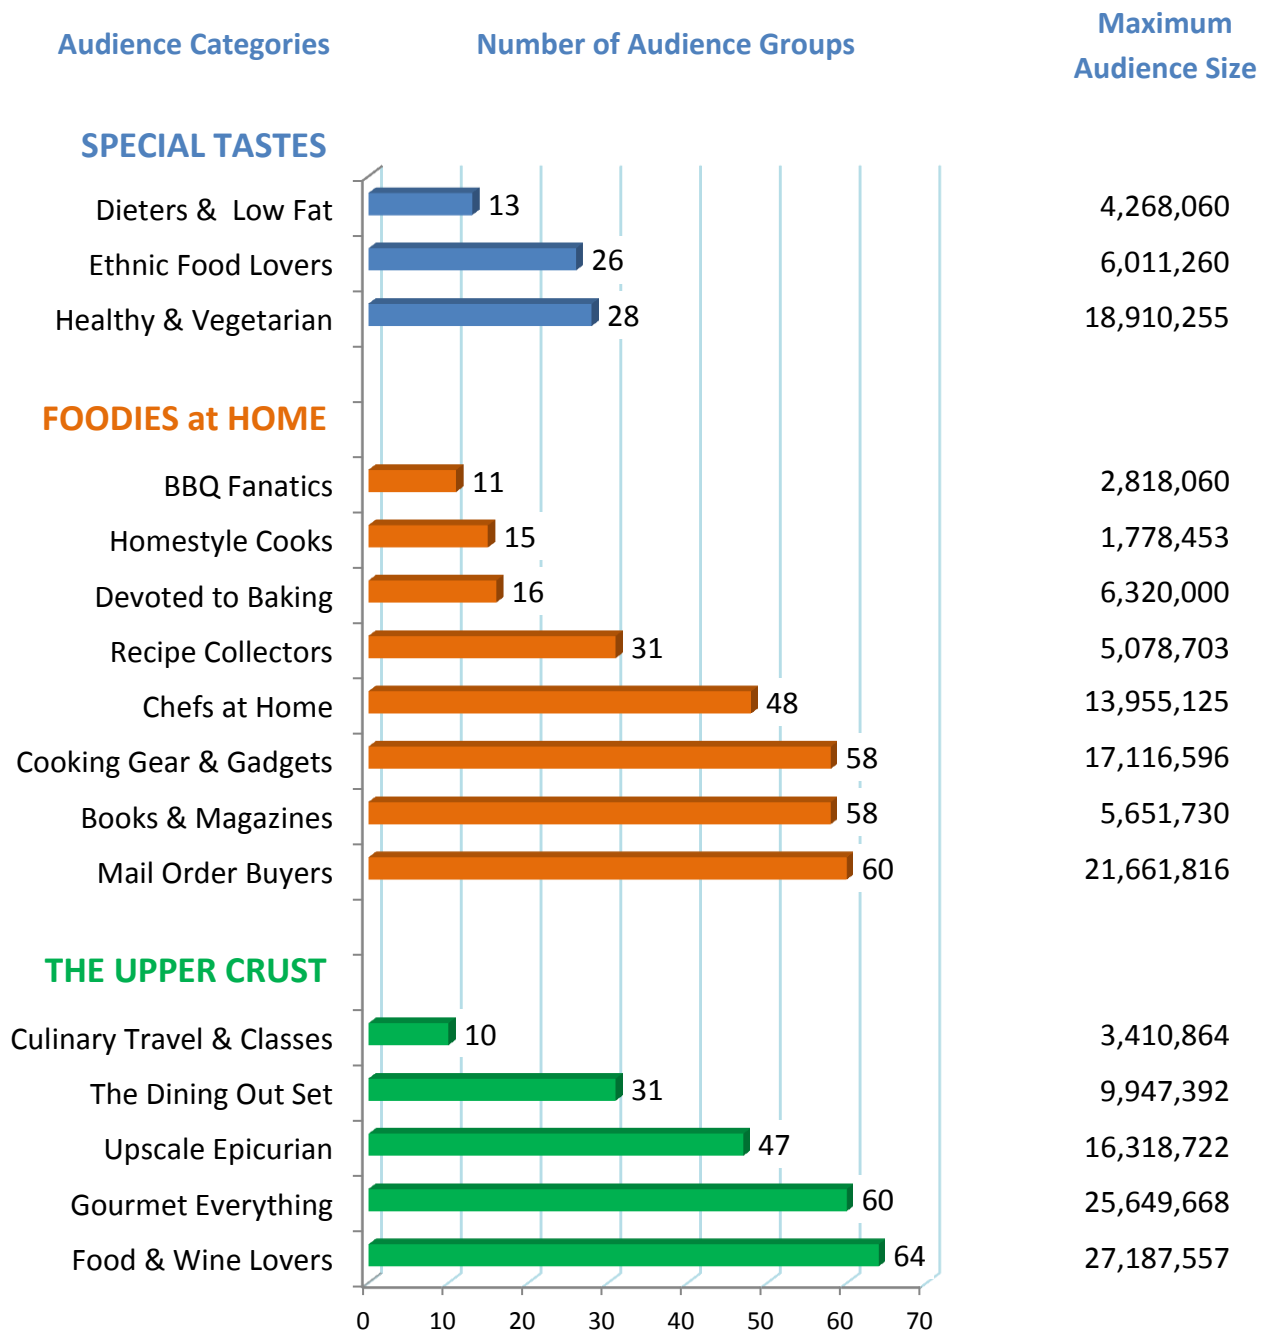 Audience Categories Number of Audience Groups Maximum
Audience Size
SPECIAL TASTES
Dieters &  Low Fat 13 4,268,060
Ethnic Food Lovers 26 6,011,260
Healthy & Vegetarian 28 18,910,255
FOODIES at HOME
BBQ Fanatics 11 2,818,060
Homestyle Cooks 15 1,778,453
Devoted to Baking 16 6,320,000
Recipe Collectors 31 5,078,703
Chefs at Home 48 13,955,125
Cooking Gear & Gadgets 58 17,116,596
Books & Magazines 58 5,651,730
Mail Order Buyers 60 21,661,816
THE UPPER CRUST
Culinary Travel & Classes 10 3,410,864
The Dining Out Set 31 9,947,392
Upscale Epicurian 47 16,318,722
Gourmet Everything 60 25,649,668
Food & Wine Lovers 64 27,187,557
0 10 20 30 40 50 60 70